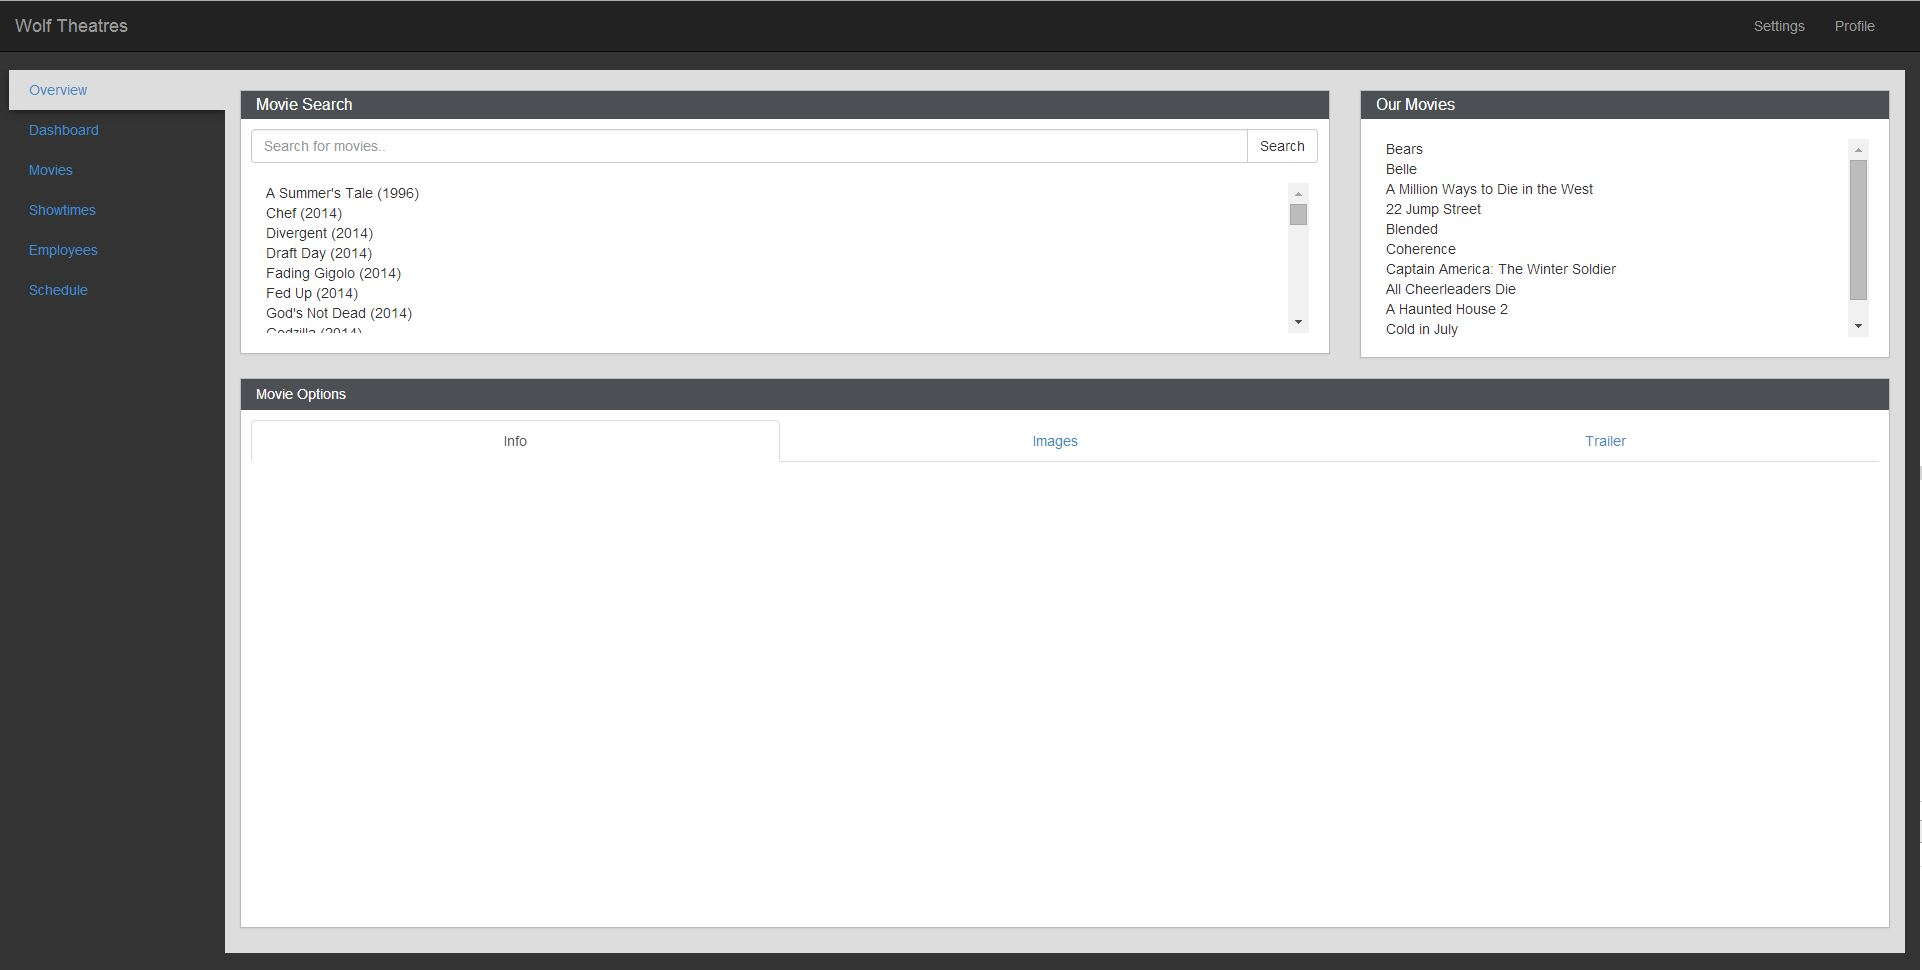 Wolf Theatres
Settings
Profile
Overview
Dashboard
Movies
Showtimes
Employees
Schedule
Movie Search
Search for movies..
Search
A Summer's Tale (1996)
Chef (2014)
Divergent (2014)
Draft Day (2014)
Fading Gigolo (2014)
Fed Up (2014)
God's Not Dead (2014)
Godzilla (2014)
Our Movies
Bears
Belle
A Million Ways to Die in the West
22 Jump Street
Blended
Coherence
Captain America: The Winter Soldier
All Cheerleaders Die
A Haunted House 2
Cold in July
Movie Options
Info
Images
Trailer